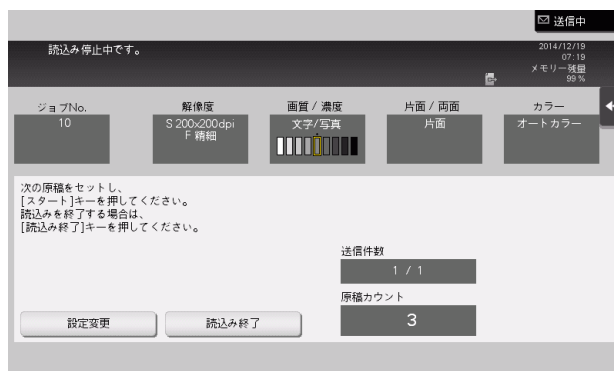 送信中
読込み停止中です。
2014/12/19
07:19
メモリー残量
99 %
ジョブNo.
10
解像度
S 200x200dpi
F 精細
画質 / 濃度
文字/写真
片面 / 両面
片面
カラー
オートカラー
次の原稿をセットし、
[スタート]キーを押してください。
読込みを終了する場合は、
[読込み終了]キーを押してください。
送信件数
1 / 1
原稿カウント
3
設定変更
読込み終了